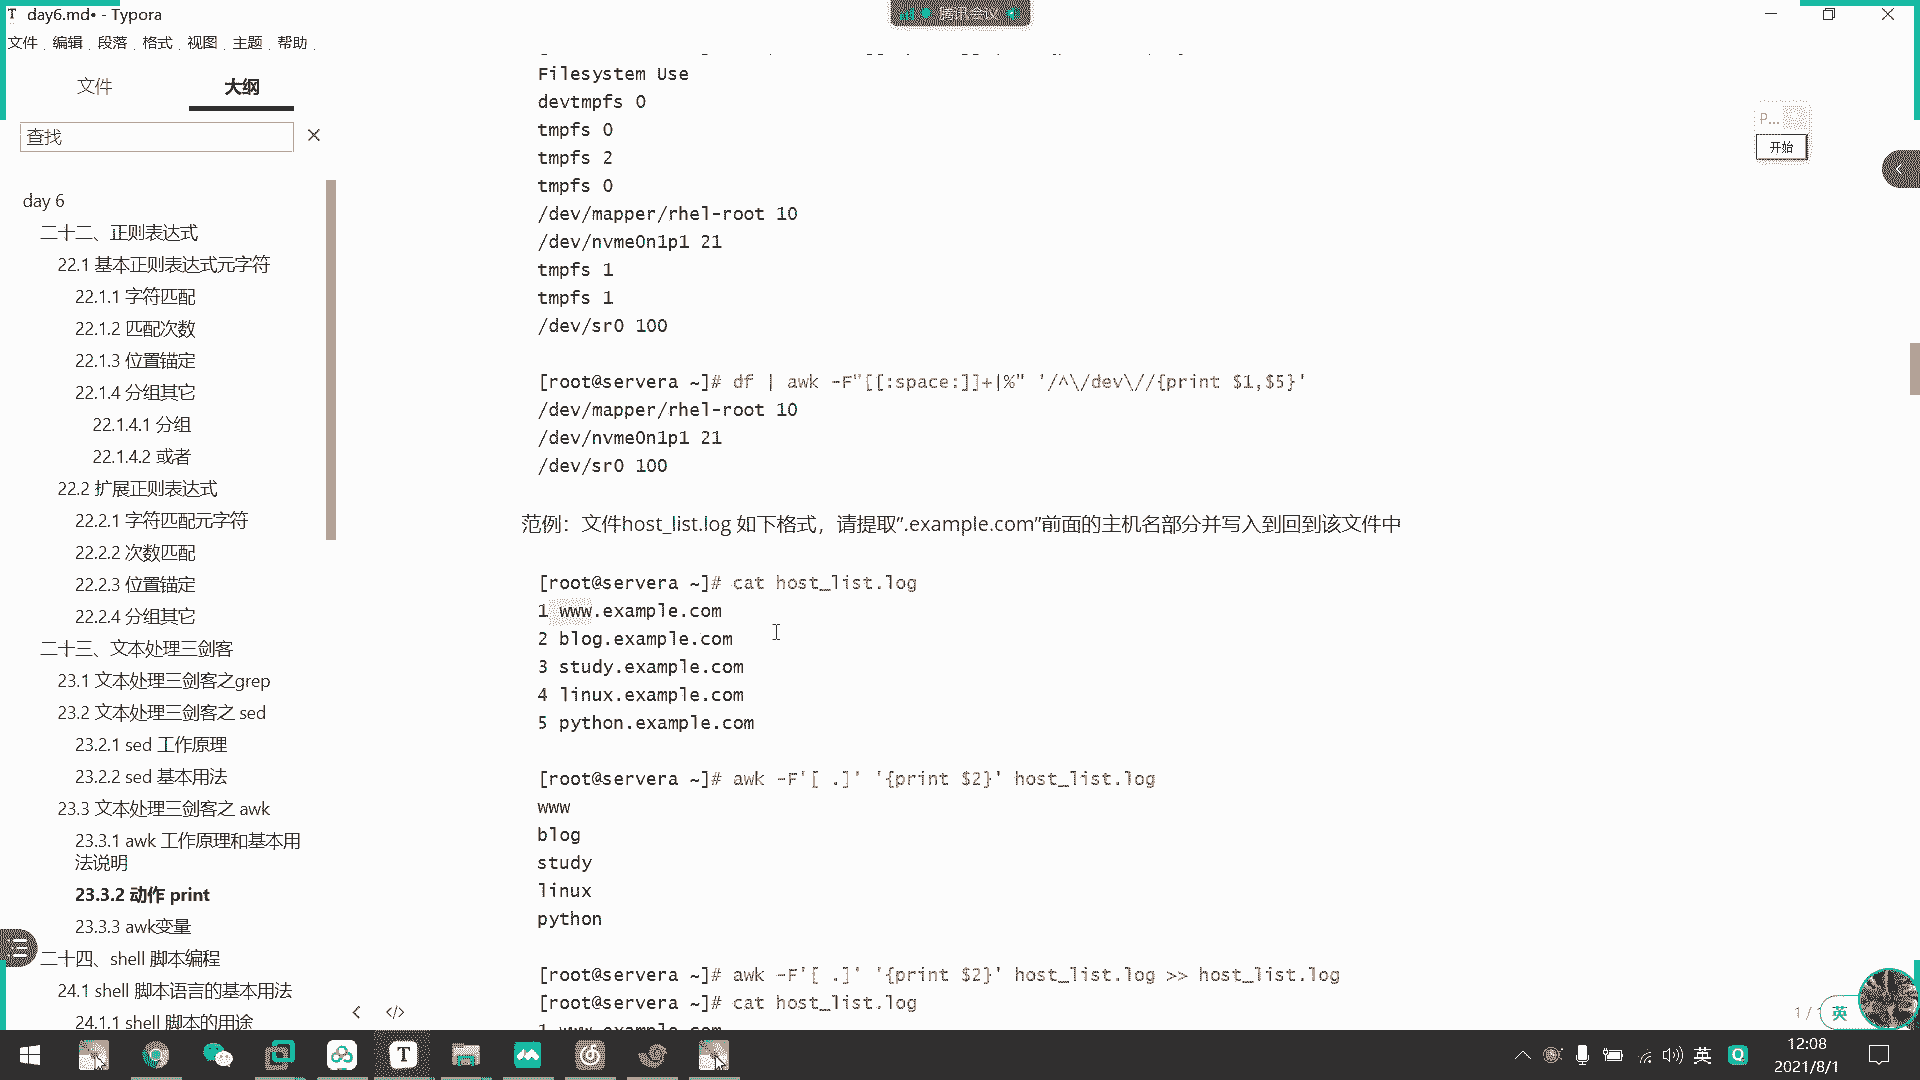 day6.md• - Typora
腾讯会议
文件 编辑 段落 格式 视图 主题 帮助
文件
大纲
查找
day 6
二十二、正则表达式
22.1 基本正则表达式元字符
22.1.1 字符匹配
22.1.2 匹配次数
22.1.3 位置锚定
22.1.4 分组其它
22.1.4.1 分组
22.1.4.2 或者
22.2 扩展正则表达式
22.2.1 字符匹配元字符
22.2.2 次数匹配
22.2.3 位置锚定
22.2.4 分组其它
二十三、文本处理三剑客
23.1 文本处理三剑客之grep
23.2 文本处理三剑客之 sed
23.2.1 sed 工作原理
23.2.2 sed 基本用法
23.3 文本处理三剑客之 awk
23.3.1 awk 工作原理和基本用
法说明
23.3.2 动作 print
23.3.3 awk变量
二十四、shell 脚本编程
24.1 shell 脚本语言的基本用法
24.1.1 shell 脚本的用途
Filesystem Use
devtmpfs 0
tmpfs 0
tmpfs 2
tmpfs 0
/dev/mapper/rhel-root 10
/dev/nvme0n1p1 21
tmpfs 1
tmpfs 1
/dev/sr0 100
[root@servera ~]# df | awk -F"[[:space:]]+|%" '/^\/dev\//{print $1,$5}'
/dev/mapper/rhel-root 10
/dev/nvme0n1p1 21
/dev/sr0 100
范例：文件host_list.log 如下格式，请提取”.example.com”前面的主机名部分并写入到回到该文件中
[root@servera ~]# cat host_list.log
1 www.example.com
2 blog.example.com
3 study.example.com
4 linux.example.com
5 python.example.com
[root@servera ~]# awk -F'[ .]' '{print $2}' host_list.log
www
blog
study
linux
python
[root@servera ~]# awk -F'[ .]' '{print $2}' host_list.log >> host_list.log
[root@servera ~]# cat host_list.log
1 www.example.com
P...
开始
1 /
英
英
12:08
2021/8/1